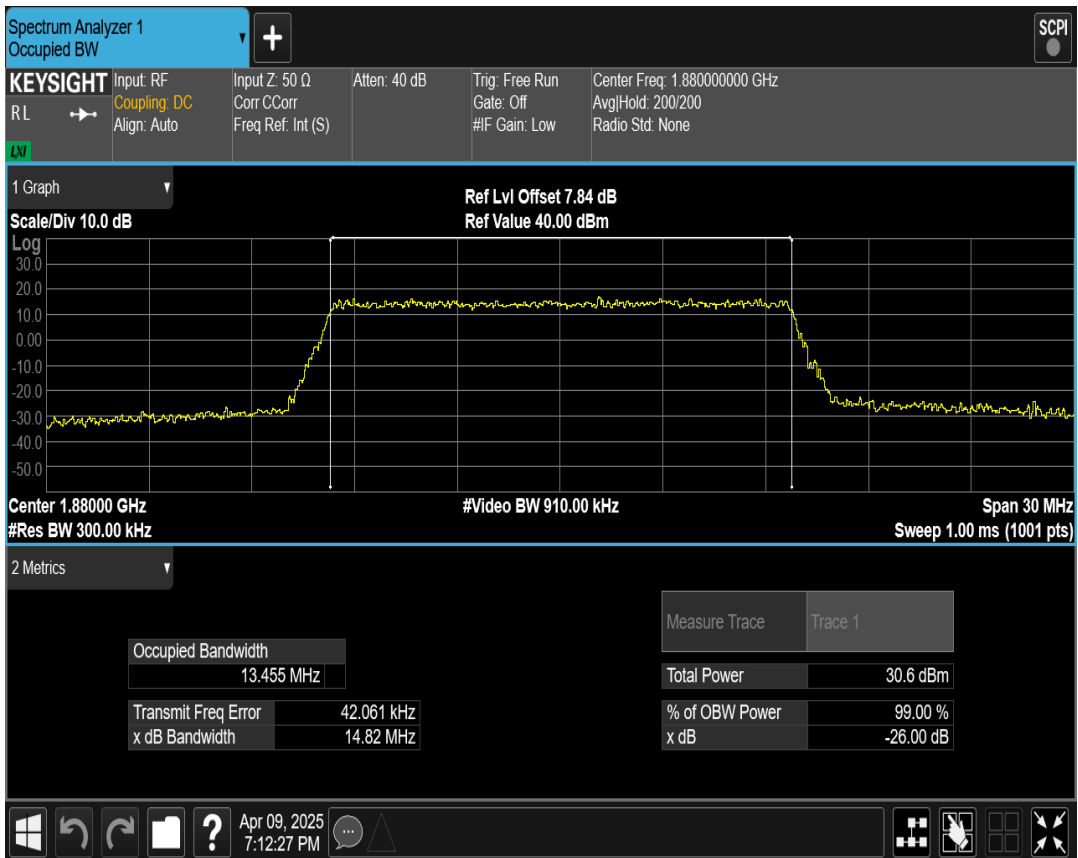 Spectrum Analyzer 1
Occupied BW
+
SCPI
KEYSIGHT
RL
LXI
Input: RF
Coupling: DC
Align: Auto
Input Z: 50 Ω
Corr CCorr
Freq Ref: Int (S)
Atten: 40 dB
Trig: Free Run
Gate: Off
#IF Gain: Low
Center Freq: 1.880000000 GHz
Avg|Hold: 200/200
Radio Std: None
1 Graph
Scale/Div 10.0 dB
Ref Lvl Offset 7.84 dB
Ref Value 40.00 dBm
Log
30.0
20.0
10.0
0.00
-10.0
-20.0
-30.0
-40.0
-50.0
Center 1.88000 GHz
#Video BW 910.00 kHz
Span 30 MHz
#Res BW 300.00 kHz
Sweep 1.00 ms (1001 pts)
2 Metrics
Measure Trace
Trace 1
Occupied Bandwidth
13.455 MHz
Total Power
30.6 dBm
Transmit Freq Error
42.061 kHz
% of OBW Power
99.00 %
x dB Bandwidth
14.82 MHz
x dB
-26.00 dB
?
Apr 09, 2025
7:12:27 PM